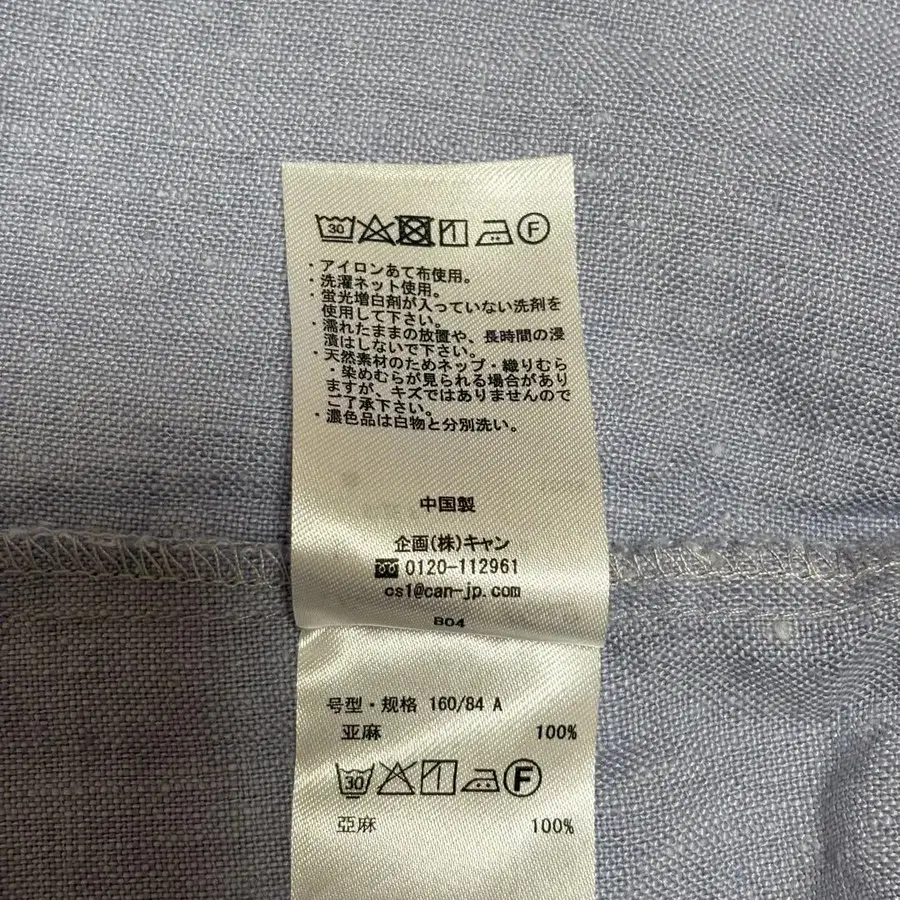 30 F
・アイロンあて布使用。
・洗濯ネット使用。
・蛍光増白剤が入っていない洗剤を
使用して下さい。
・濡れたままの放置や、長時間の浸
漬はしないで下さい。
・天然素材のためネップ・織りむら
・染めむらが見られる場合があり
ますが、キズではありませんので
ご了承下さい。
・濃色品は白物と分別洗い。
中国製
企画(株)キャン
0120-112961
cs1@can-jp.com
B04
号型・规格 160/84 A
亚麻 100%
30 F
亞麻 100%